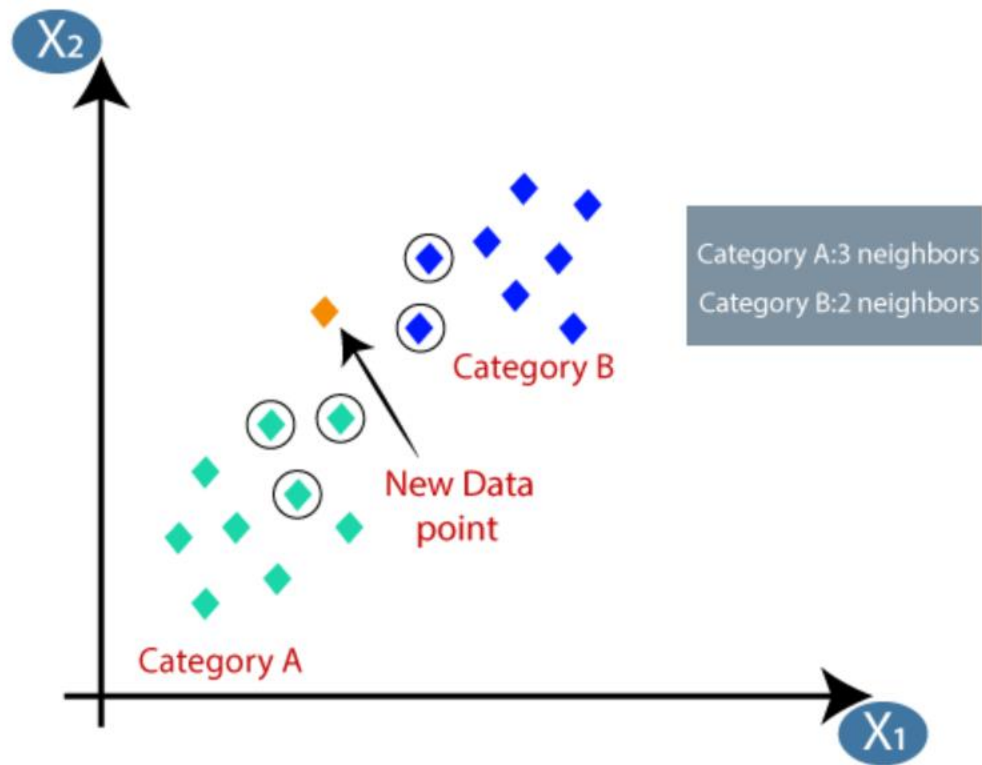 X2
Category A:3 neighbors
Category B:2 neighbors
Category B
New Data
point
Category A
X1